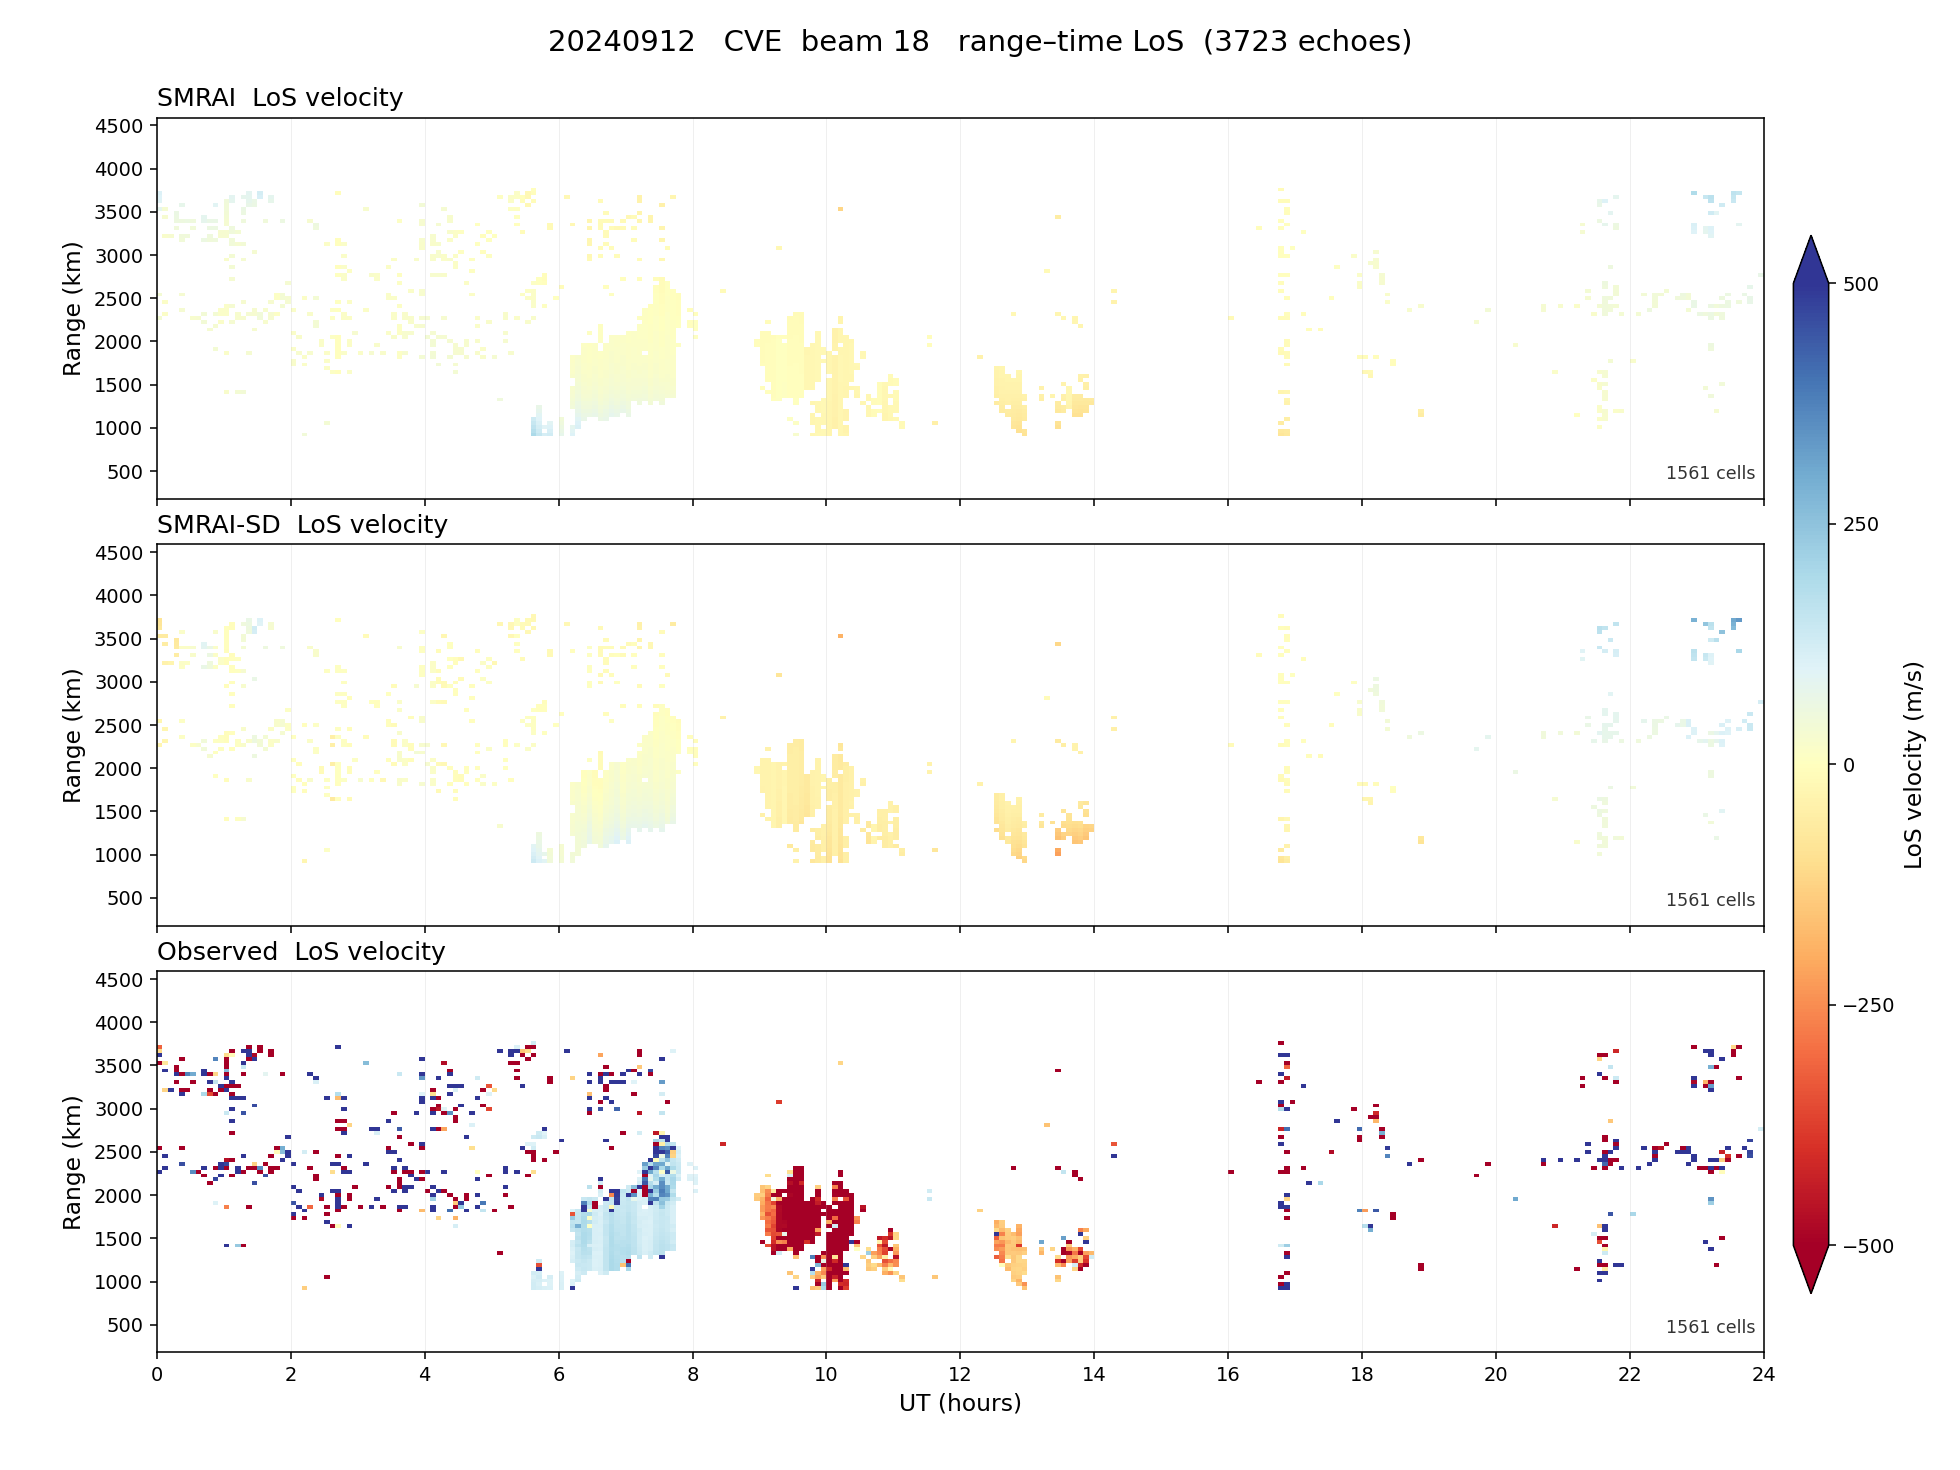 20240912   CVE  beam 18   range–time LoS  (3723 echoes)
SMRAI  LoS velocity
4500
4000
3500
3000
2500
2000
1500
1000
500
Range (km)
1561 cells
SMRAI-SD  LoS velocity
4500
4000
3500
3000
2500
2000
1500
1000
500
Range (km)
1561 cells
Observed  LoS velocity
4500
4000
3500
3000
2500
2000
1500
1000
500
Range (km)
1561 cells
0 2 4 6 8 10 12 14 16 18 20 22 24
UT (hours)
500
250
0
−250
−500
LoS velocity (m/s)